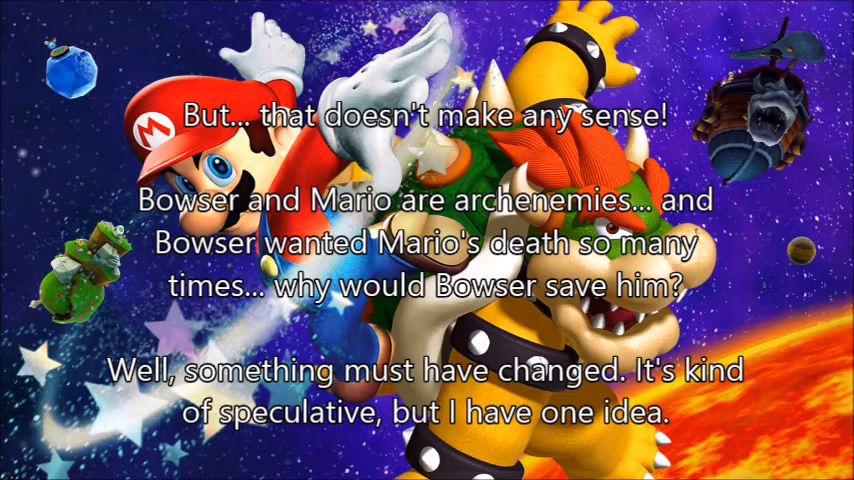 But... that doesn't make any sense!
Bowser and Mario are archenemies... and
Bowser wanted Mario's death so many
times... why would Bowser save him?
Well, something must have changed. It's kind
of speculative, but I have one idea.
M